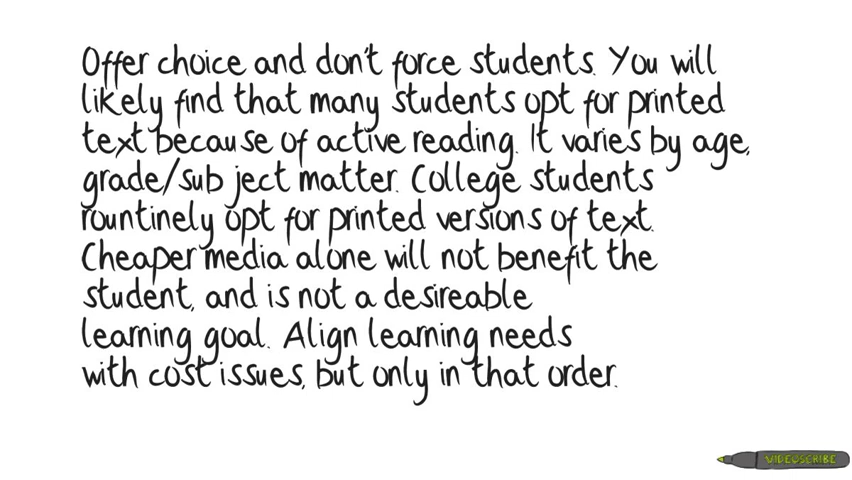 Offer choice and don't force students. You will
likely find that many students opt for printed
text because of active reading. It varies by age,
grade/sub ject matter. College students
rountinely opt for printed versions of text.
Cheaper media alone will not benefit the
student, and is not a desireable
learning goal. Align learning needs
with cost issues, but only in that order.
VIDEOSCRIBE